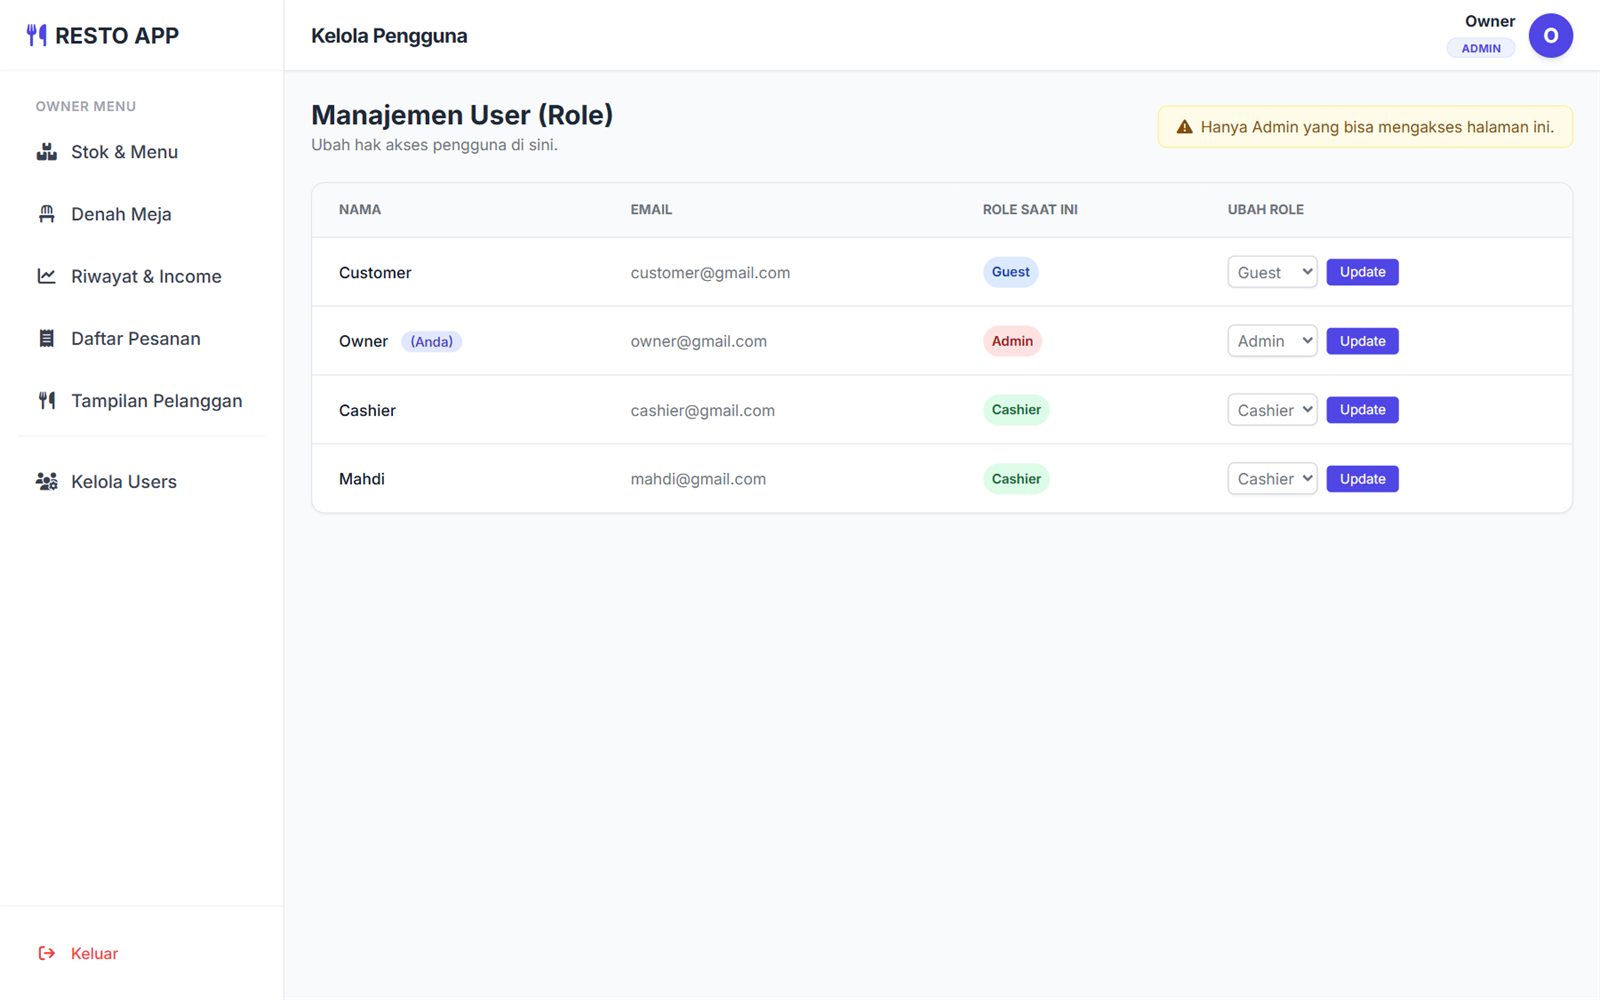 RESTO APP
OWNER MENU
Stok & Menu
Denah Meja
Riwayat & Income
Daftar Pesanan
Tampilan Pelanggan
Kelola Users
Keluar
Kelola Pengguna
Owner
ADMIN
O
Manajemen User (Role)
Ubah hak akses pengguna di sini.
Hanya Admin yang bisa mengakses halaman ini.
NAMA EMAIL ROLE SAAT INI UBAH ROLE
Customer customer@gmail.com Guest Guest Update
Owner (Anda) owner@gmail.com Admin Admin Update
Cashier cashier@gmail.com Cashier Cashier Update
Mahdi mahdi@gmail.com Cashier Cashier Update